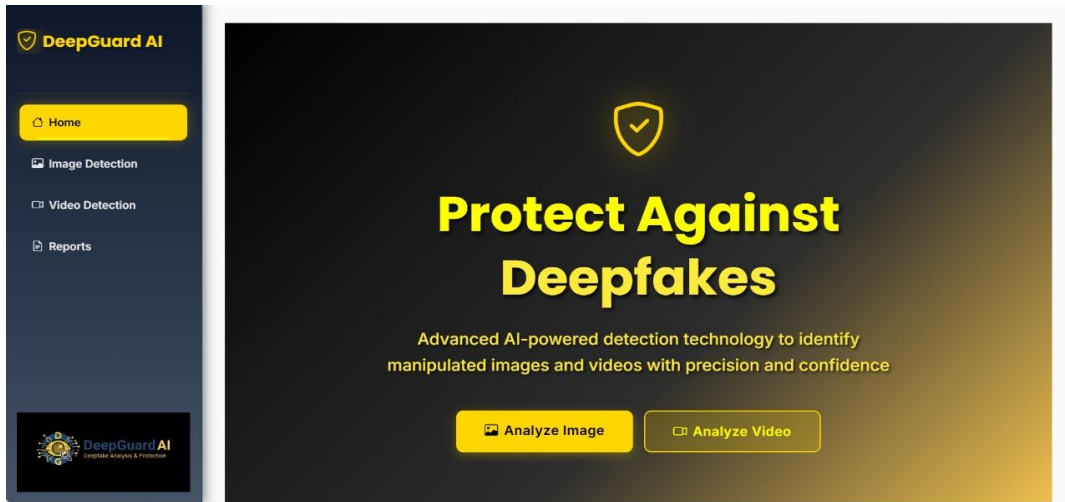 DeepGuard AI
Home
Image Detection
Video Detection
Reports
D
P
G
DeepGuard AI
Deepfake Analysis & Protection
Protect Against
Deepfakes
Advanced AI-powered detection technology to identify
manipulated images and videos with precision and confidence
Analyze Image
Analyze Video